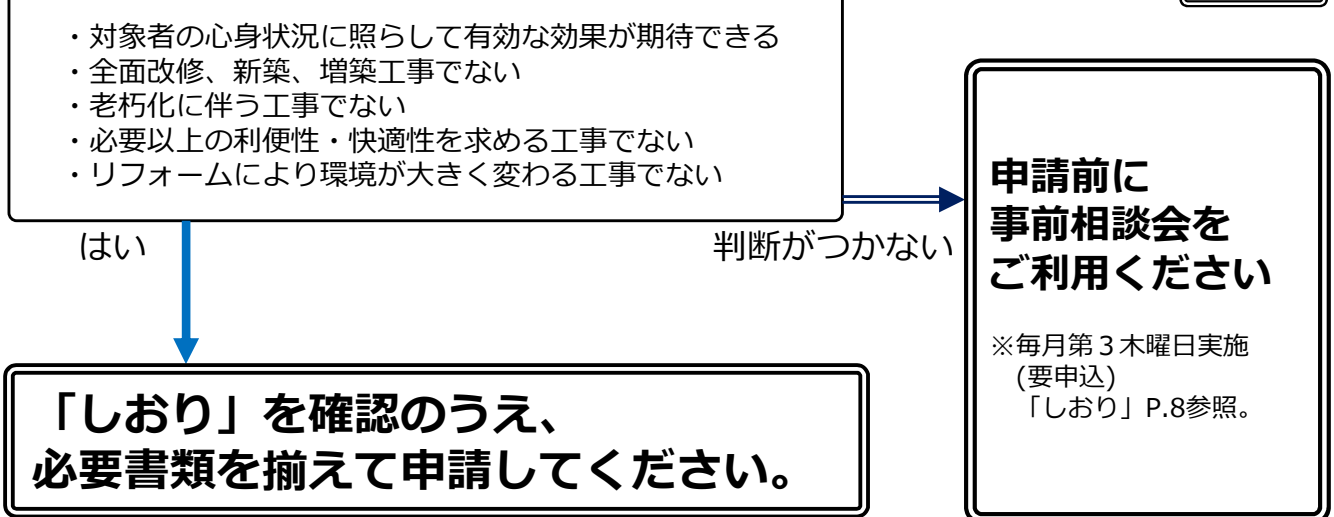 ・対象者の心身状況に照らして有効な効果が期待できる
・全面改修、新築、増築工事でない
・老朽化に伴う工事でない
・必要以上の利便性・快適性を求める工事でない
・リフォームにより環境が大きく変わる工事でない
はい
判断がつかない
申請前に
事前相談会を
ご利用ください
※毎月第３木曜日実施
(要申込)
「しおり」P.8参照。
「しおり」を確認のうえ、
必要書類を揃えて申請してください。